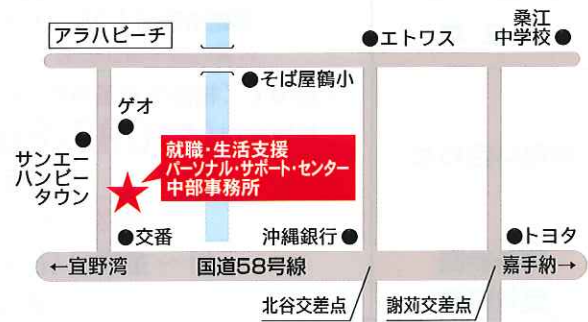 アラハビーチ
エトワス
桑江
中学校
そば屋鶴小
ゲオ
サンエー
ハンビー
タウン
就職・生活支援
パーソナル・サポート・センター
中部事務所
交番
沖縄銀行
トヨタ
←宜野湾
国道58号線
嘉手納→
北谷交差点
謝苅交差点